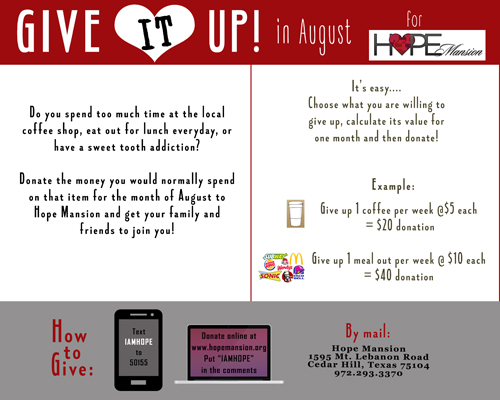 GIVE IT UP! in August for
HOPE Mansion
Do you spend too much time at the local
coffee shop, eat out for lunch everyday, or
have a sweet tooth addiction?
Donate the money you would normally spend
on that item for the month of August to
Hope Mansion and get your family and
friends to join you!
It's easy....
Choose what you are willing to
give up, calculate its value for
one month and then donate!
Example:
Give up 1 coffee per week @$5 each
= $20 donation
SUBWAY
Wendy's
SONIC
Give up 1 meal out per week @ $10 each
= $40 donation
How
to
Give:
Text
IAMHOPE
to
50155
Donate online at
www.hopemansion.org
Put "IAMHOPE"
in the comments
By mail:
Hope Mansion
1595 Mt. Lebanon Road
Cedar Hill, Texas 75104
972.293.3370